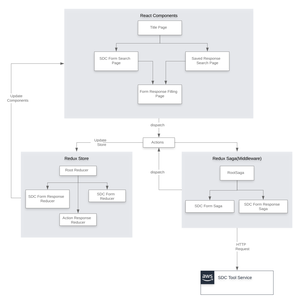 React Components
Title Page
SDC Form Search
Page
Saved Response
Search Page
Form Response Filling
Page
Update
Components
dispatch
Actions
Update
Store
dispatch
Redux Store
Root Reducer
SDC Form Response
Reducer
SDC Form
Reducer
Action Response
Reducer
Redux Saga(Middleware)
RootSaga
SDC Form Saga
SDC Form Response
Saga
HTTP
Request
aws
SDC Tool Service